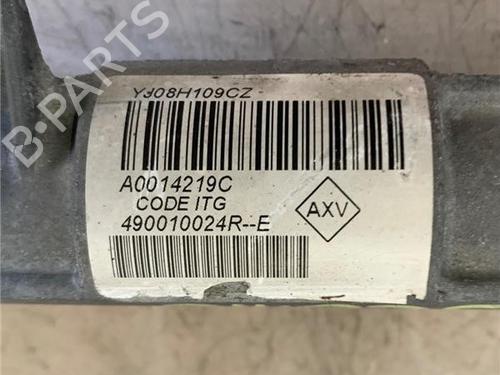 YJ08H109CZ
A0014219C
CODE ITG
490010024R--E
AXV
B-PARTS